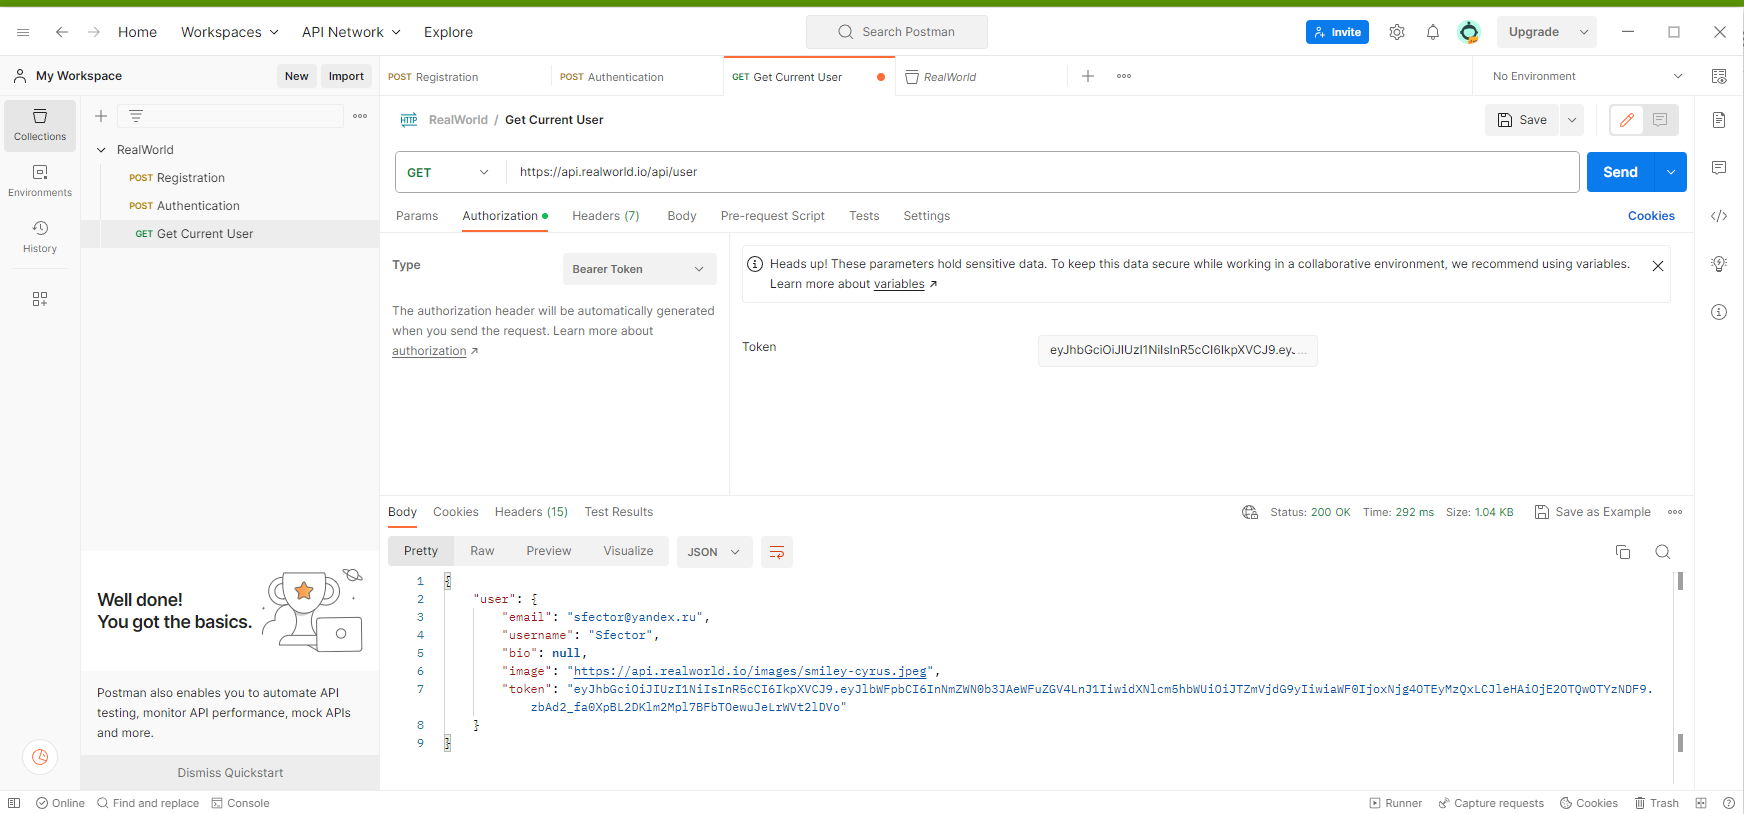 Home
Workspaces
API Network
Explore
Search Postman
Invite
Upgrade
My Workspace
New
Import
POST Registration
POST Authentication
GET Get Current User
RealWorld
No Environment
Collections
Environments
History
RealWorld
POST Registration
POST Authentication
GET Get Current User
HTTP
RealWorld / Get Current User
Save
GET
https://api.realworld.io/api/user
Send
Params
Authorization
Headers (7)
Body
Pre-request Script
Tests
Settings
Cookies
Type
Bearer Token
The authorization header will be automatically generated
when you send the request. Learn more about
authorization ↗
Heads up! These parameters hold sensitive data. To keep this data secure while working in a collaborative environment, we recommend using variables.
Learn more about variables ↗
Token
eyJhbGciOiJIUzI1NiIsInR5cCI6IkpXVCJ9.ey. ...
Body
Cookies
Headers (15)
Test Results
Status: 200 OK
Time: 292 ms
Size: 1.04 KB
Save as Example
Pretty
Raw
Preview
Visualize
JSON
1 {
2 "user": {
3 "email": "sfector@yandex.ru",
4 "username": "Sfector",
5 "bio": null,
6 "image": "https://api.realworld.io/images/smiley-cyrus.jpeg",
7 "token": "eyJhbGciOiJIUzI1NiIsInR5cCI6IkpXVCJ9.eyJlbWFpbCI6InNmZWN0b3JAeWFuZGV4LnJ1IiwidXNlcm5hbWUiOiJTZmVjdG9yIiwiaWF0IjoxNjg4OTEyMzQxLCJleHAiOjE2OTQwOTYzNDF9.
zbAd2_fa0XpBL2DKlm2Mpl7BFbTOewuJeLrWVt2lDVo"
8 }
9 }
Well done!
You got the basics.
Postman also enables you to automate API
testing, monitor API performance, mock APIs
and more.
Dismiss Quickstart
Online
Find and replace
Console
Runner
Capture requests
Cookies
Trash